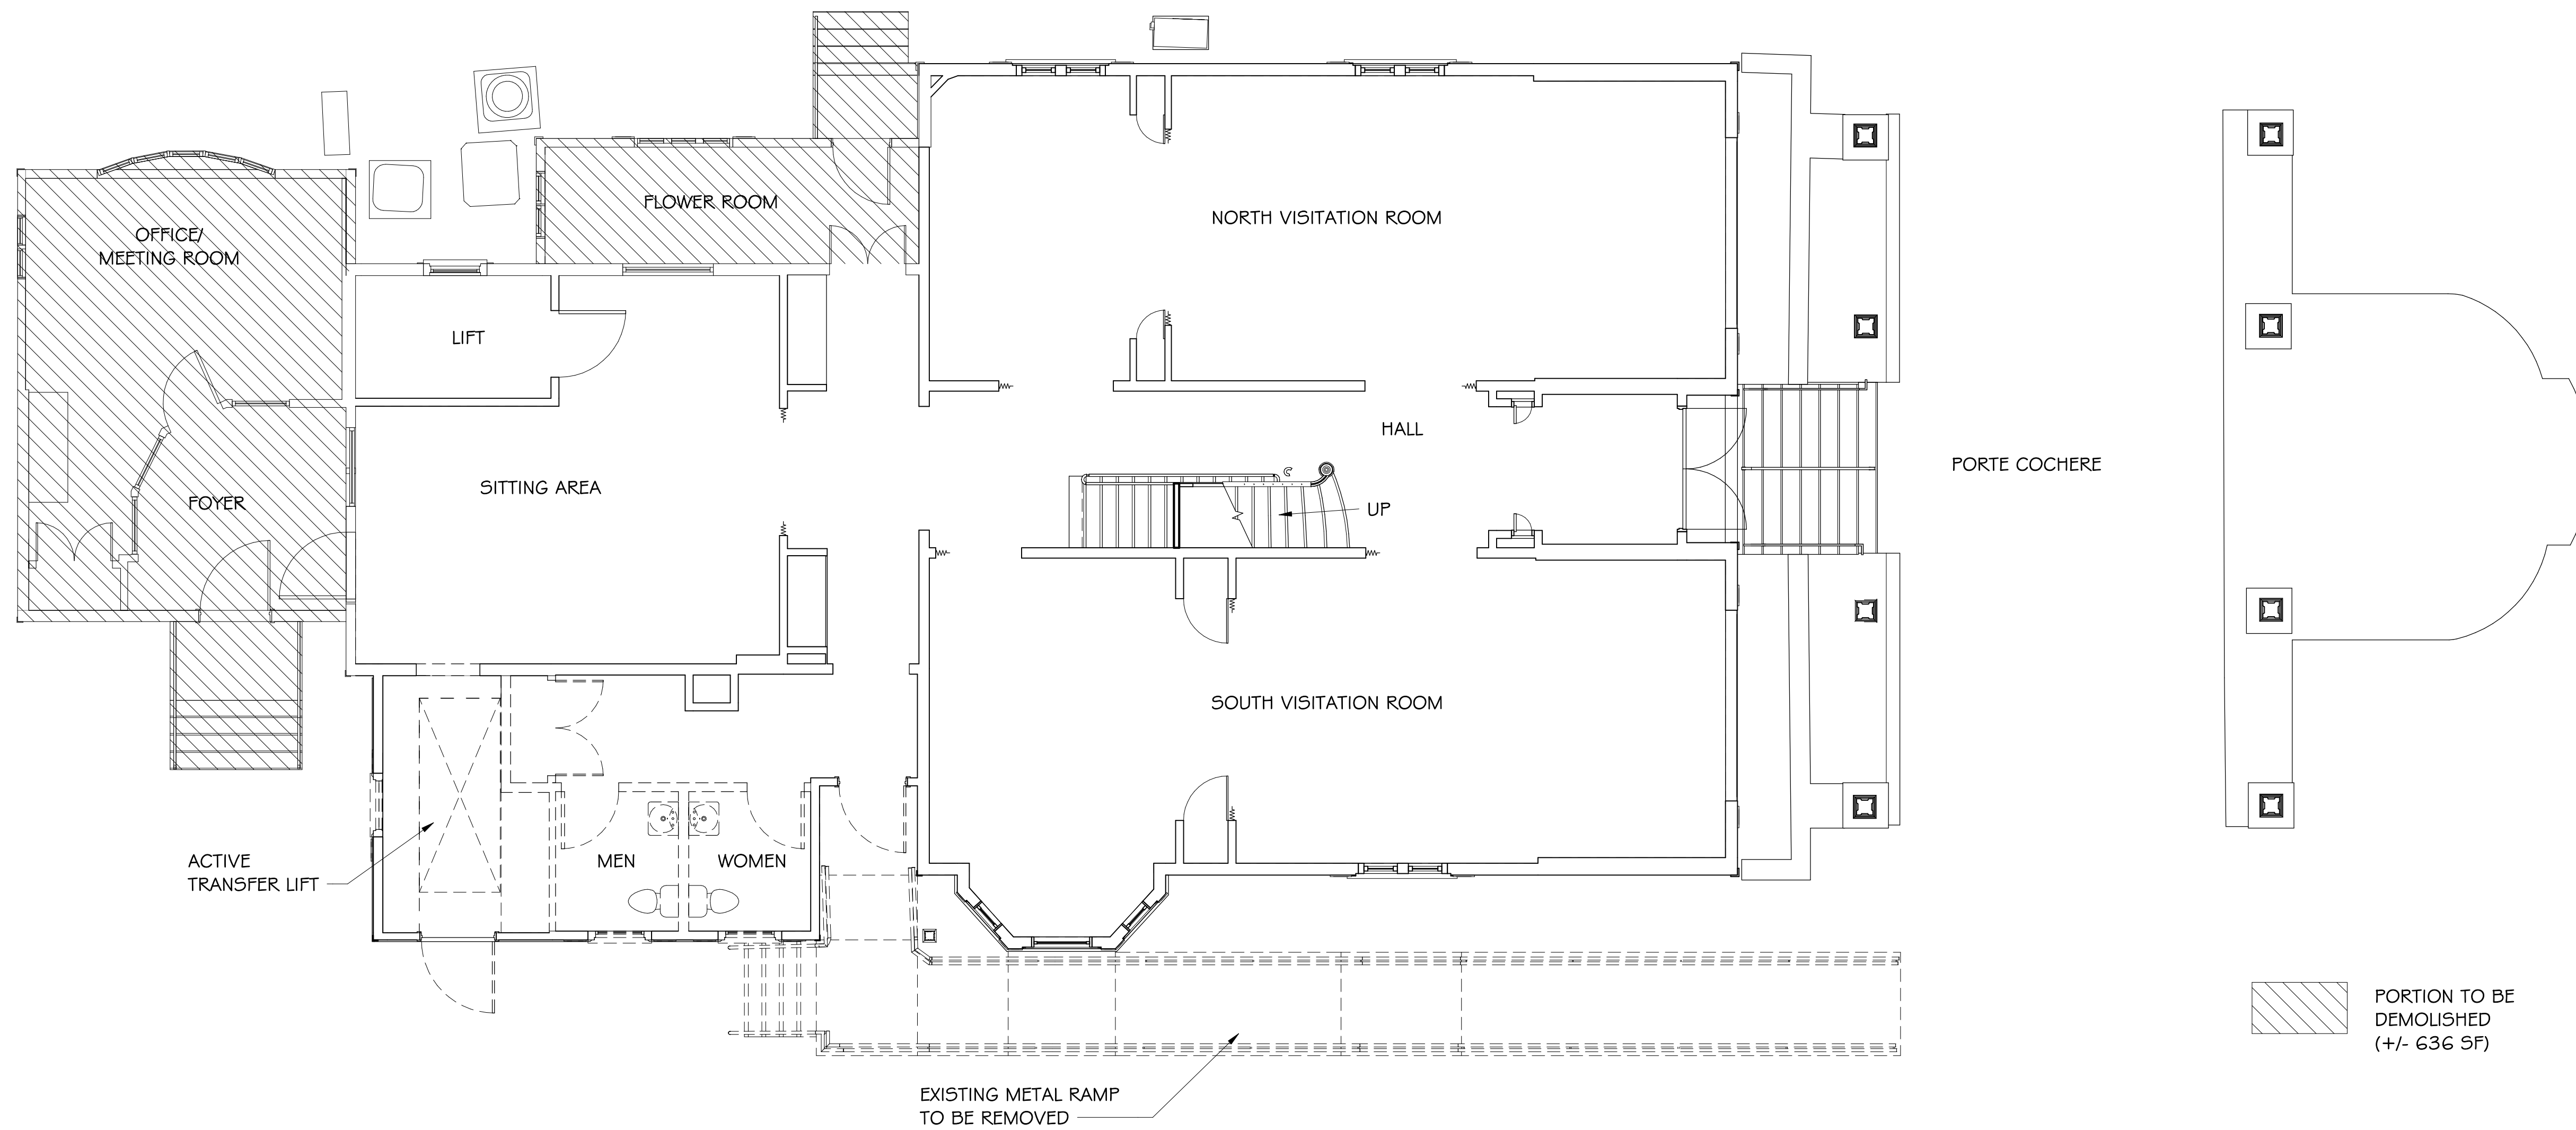 FLOWER ROOM
NORTH VISITATION ROOM
OFFICE/
MEETING ROOM
LIFT
HALL
PORTE COCHERE
SITTING AREA
FOYER
UP
SOUTH VISITATION ROOM
ACTIVE
TRANSFER LIFT
MEN
WOMEN
PORTION TO BE
DEMOLISHED
(+/- 636 SF)
EXISTING METAL RAMP
TO BE REMOVED